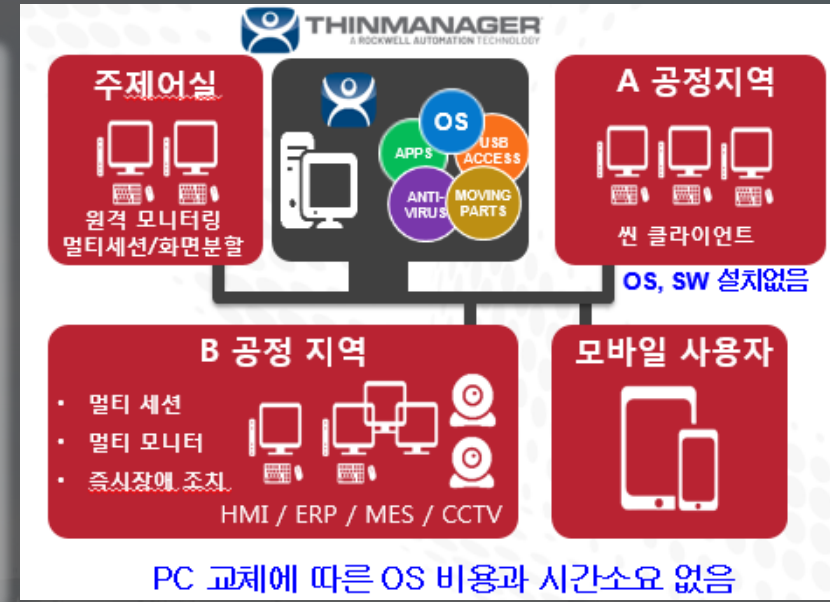 THINMANAGER
A ROCKWELL AUTOMATION TECHNOLOGY
주제어실
원격 모니터링
멀티세션/화면분할
OS
APPS
USB
ACCESS
ANTI-
VIRUS
MOVING
PARTS
A 공정지역
씬 클라이언트
OS, SW 설치없음
B 공정 지역
• 멀티 세션
• 멀티 모니터
• 즉시장애 조치
HMI / ERP / MES / CCTV
모바일 사용자
PC 교체에 따른 OS 비용과 시간소요 없음